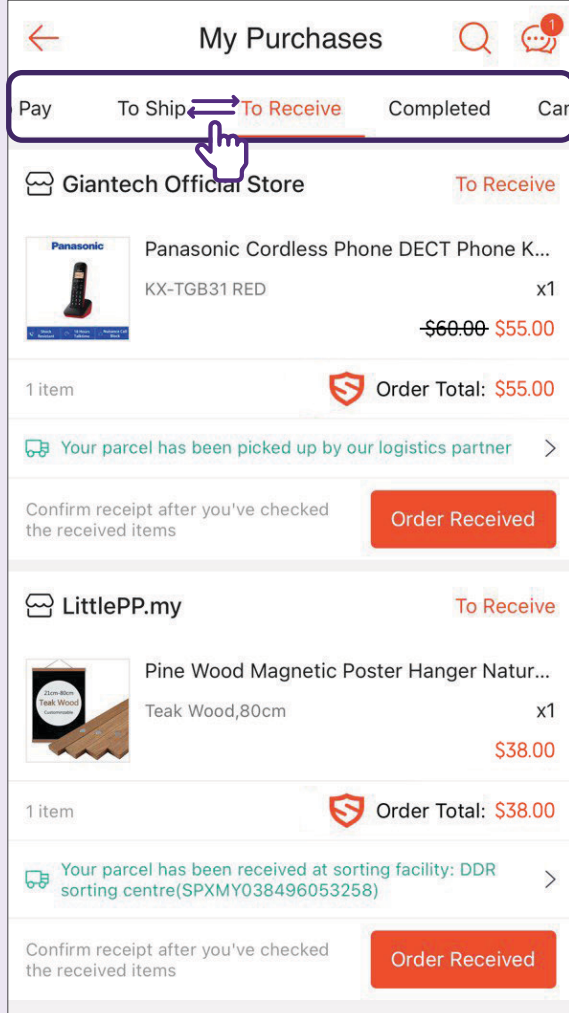 My Purchases
1
Pay To Ship To Receive Completed Car
Giantech Official Store To Receive
Panasonic
Panasonic Cordless Phone DECT Phone K...
KX-TGB31 RED x1
$60.00 $55.00
1 item Order Total: $55.00
Your parcel has been picked up by our logistics partner
Confirm receipt after you've checked
the received items
Order Received
LittlePP.my To Receive
21cm-80cm
Teak Wood
Customizable
Pine Wood Magnetic Poster Hanger Natur...
Teak Wood,80cm x1
$38.00
1 item Order Total: $38.00
Your parcel has been received at sorting facility: DDR
sorting centre(SPXMY038496053258)
Confirm receipt after you've checked
the received items
Order Received